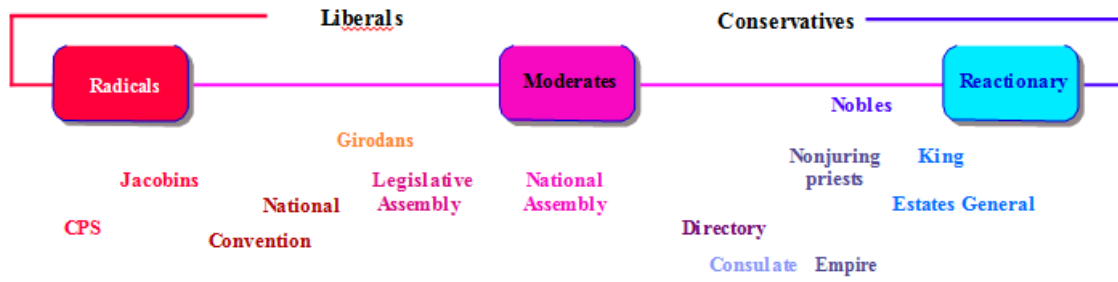 Liberals
Conservatives
Radicals
Moderates
Reactionary
Nobles
Girodans
Nonjuring
priests
King
Jacobins
Legislative
Assembly
National
Assembly
National
Convention
Estates General
CPS
Directory
Consulate
Empire